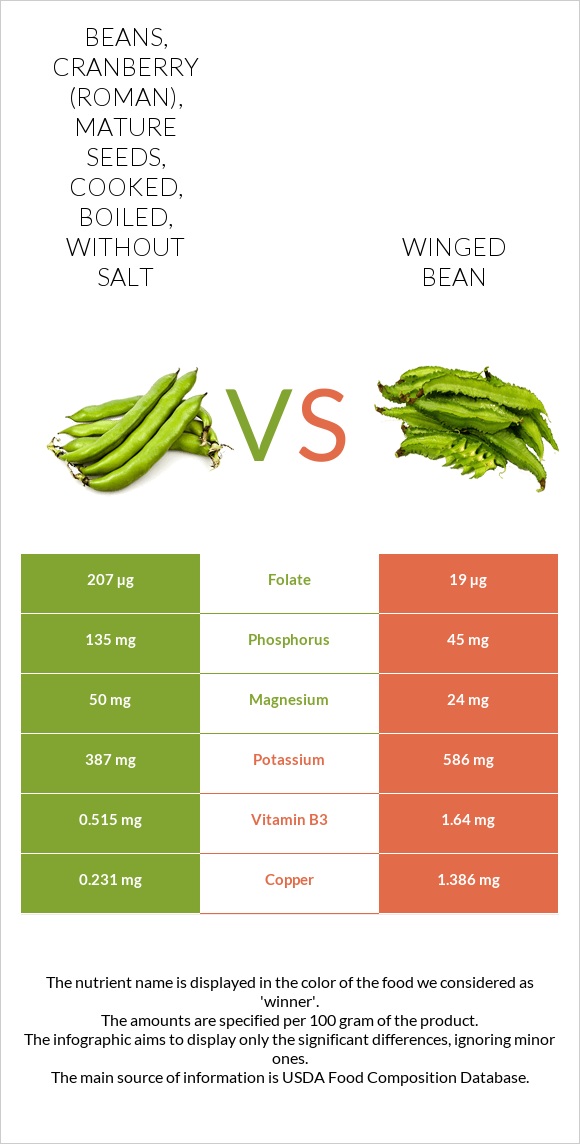 BEANS,
CRANBERRY
(ROMAN),
MATURE
SEEDS,
COOKED,
BOILED,
WITHOUT
SALT
WINGED
BEAN
VS
207 µg Folate 19 µg
135 mg Phosphorus 45 mg
50 mg Magnesium 24 mg
387 mg Potassium 586 mg
0.515 mg Vitamin B3 1.64 mg
0.231 mg Copper 1.386 mg
The nutrient name is displayed in the color of the food we considered as
'winner'.
The amounts are specified per 100 gram of the product.
The infographic aims to display only the significant differences, ignoring minor
ones.
The main source of information is USDA Food Composition Database.